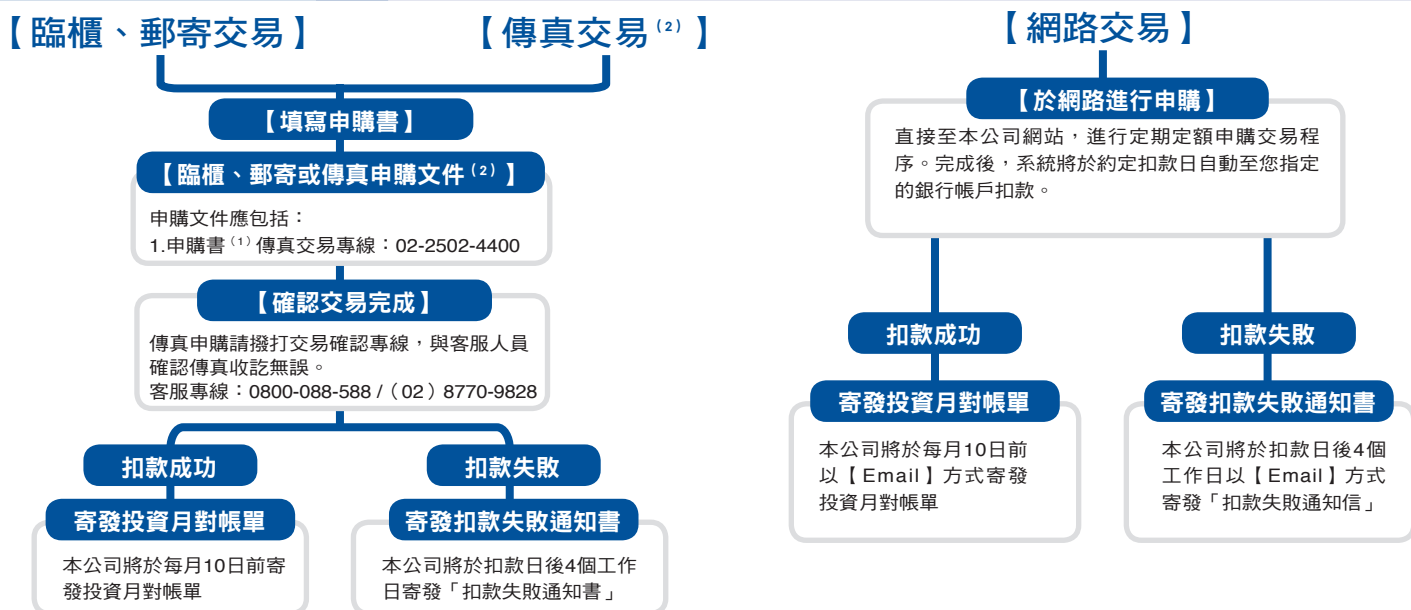 【臨櫃、郵寄交易】
【傳真交易⁽²⁾】
【填寫申購書】
【臨櫃、郵寄或傳真申購文件⁽²⁾】
申購文件應包括：
1.申購書⁽¹⁾傳真交易專線：02-2502-4400
【確認交易完成】
傳真申購請撥打交易確認專線，與客服人員
確認傳真收訖無誤。
客服專線：0800-088-588 /（02）8770-9828
扣款成功
寄發投資月對帳單
本公司將於每月10日前寄
發投資月對帳單
扣款失敗
寄發扣款失敗通知書
本公司將於扣款日後4個工作
日寄發「扣款失敗通知書」
【網路交易】
【於網路進行申購】
直接至本公司網站，進行定期定額申購交易程
序。完成後，系統將於約定扣款日自動至您指定
的銀行帳戶扣款。
扣款成功
寄發投資月對帳單
本公司將於每月10日前
以【Email】方式寄發
投資月對帳單
扣款失敗
寄發扣款失敗通知書
本公司將於扣款日後4個
工作日以【Email】方式
寄發「扣款失敗通知信」